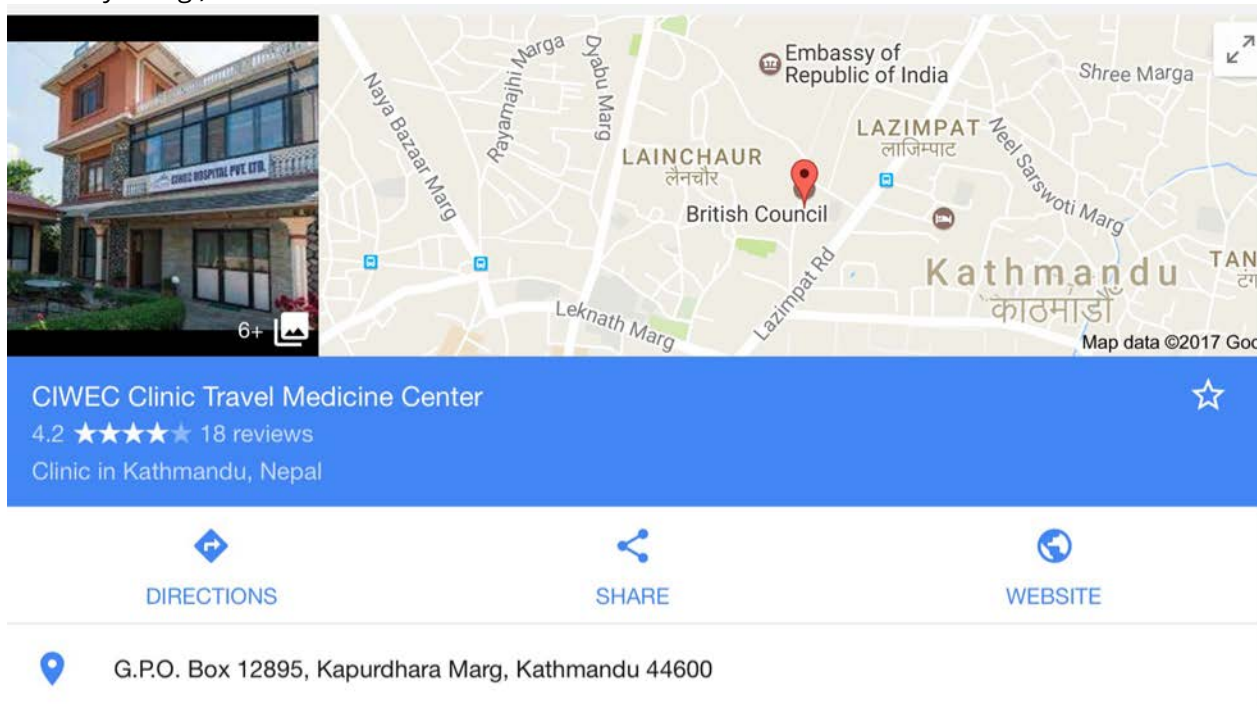 Rayamajhi Marga
Dyabu Marg
Naya Bazaar Marg
Embassy of
Republic of India
Shree Marga
LAZIMPAT
लाजिम्पाट
Neel Sarswoti Marg
LAINCHAUR
लैनचौर
British Council
CIWEC HOSPITAL PVT. LTD.
Kathmandu
काठमाडौं
TAN
Lazimpat Rd
Leknath Marg
6+
Map data ©2017 Goo
CIWEC Clinic Travel Medicine Center
4.2 ★★★★★ 18 reviews
Clinic in Kathmandu, Nepal
DIRECTIONS
SHARE
WEBSITE
G.P.O. Box 12895, Kapurdhara Marg, Kathmandu 44600